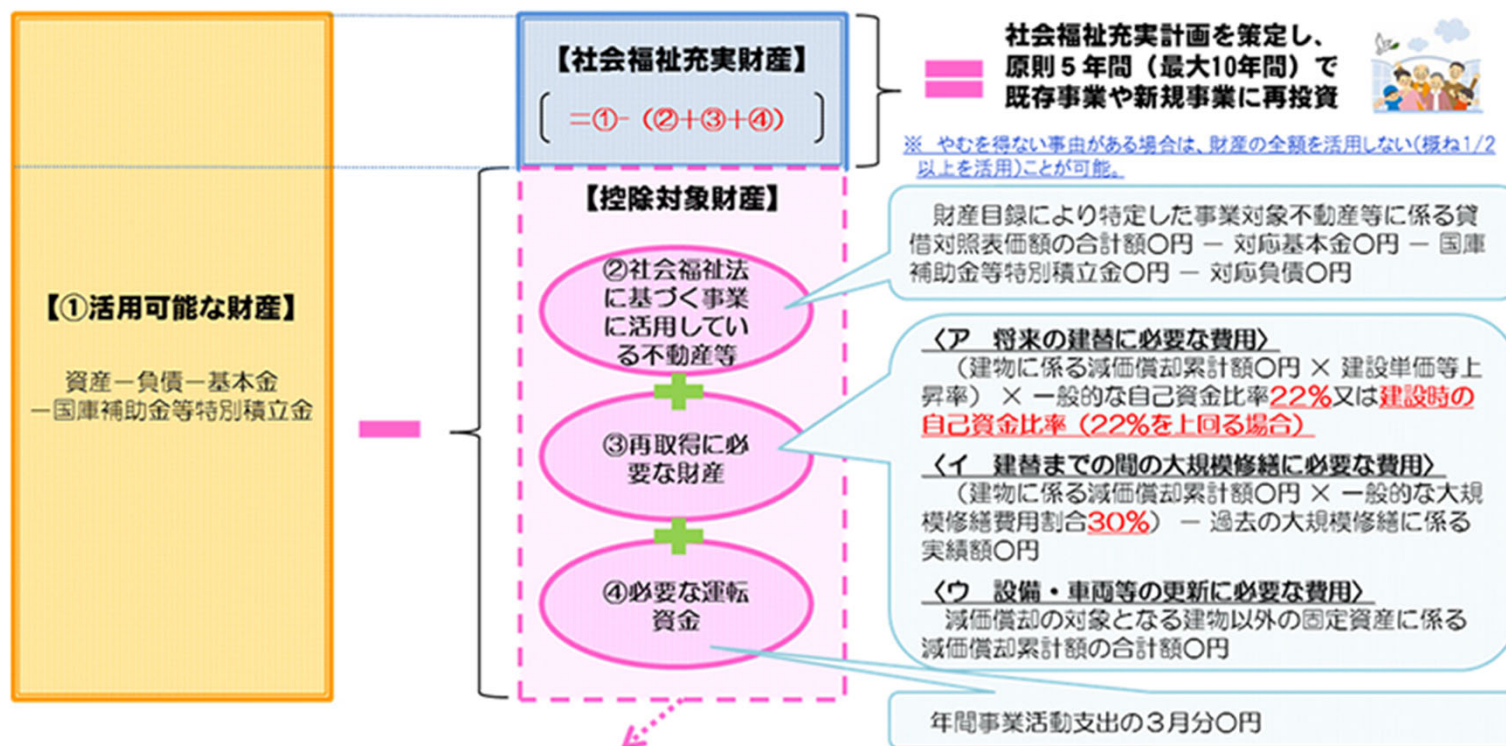 【①活用可能な財産】
資産－負債－基本金
－国庫補助金等特別積立金
【社会福祉充実財産】
＝①－（②＋③＋④）
【控除対象財産】
②社会福祉法
に基づく事業
に活用してい
る不動産等
③再取得に必
要な財産
④必要な運転
資金
社会福祉充実計画を策定し、
原則５年間（最大10年間）で
既存事業や新規事業に再投資
※　やむを得ない事由がある場合は、財産の全額を活用しない（概ね1/2
以上を活用）ことが可能。
財産目録により特定した事業対象不動産等に係る貸
借対照表価額の合計額〇円 － 対応基本金〇円 － 国庫
補助金等特別積立金〇円 － 対応負債〇円
〈ア　将来の建替に必要な費用〉
（建物に係る減価償却累計額〇円 × 建設単価等上
昇率） × 一般的な自己資金比率22%又は建設時の
自己資金比率（22%を上回る場合）
〈イ　建替までの間の大規模修繕に必要な費用〉
（建物に係る減価償却累計額〇円 × 一般的な大規
模修繕費用割合30%） － 過去の大規模修繕に係る
実績額〇円
〈ウ　設備・車両等の更新に必要な費用〉
減価償却の対象となる建物以外の固定資産に係る
減価償却累計額の合計額〇円
年間事業活動支出の３月分〇円